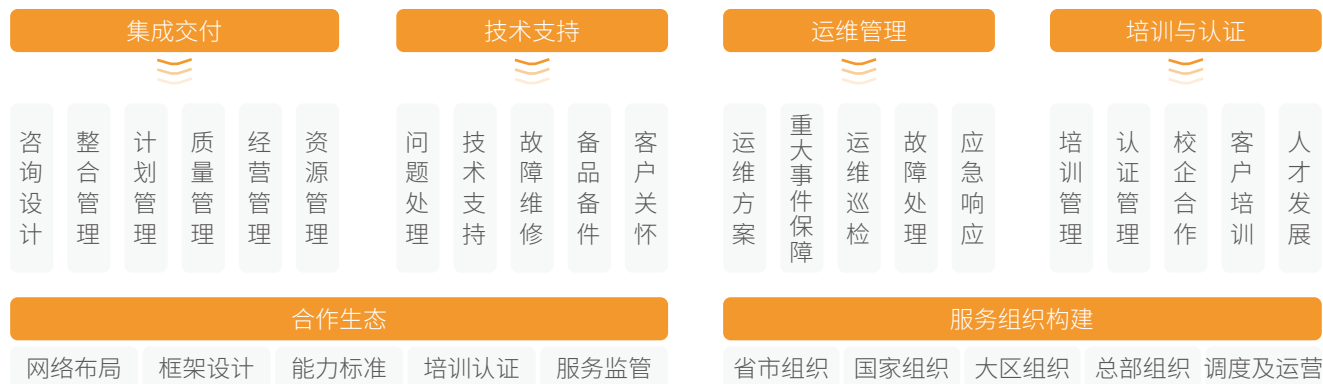 集成交付
技术支持
运维管理
培训与认证
咨询设计
整合管理
计划管理
质量管理
经营管理
资源管理
问题处理
技术支持
故障维修
备品备件
客户关怀
运维方案
重大事件保障
运维巡检
故障处理
应急响应
培训管理
认证管理
校企合作
客户培训
人才发展
合作生态
服务组织构建
网络布局
框架设计
能力标准
培训认证
服务监管
省市组织
国家组织
大区组织
总部组织
调度及运营